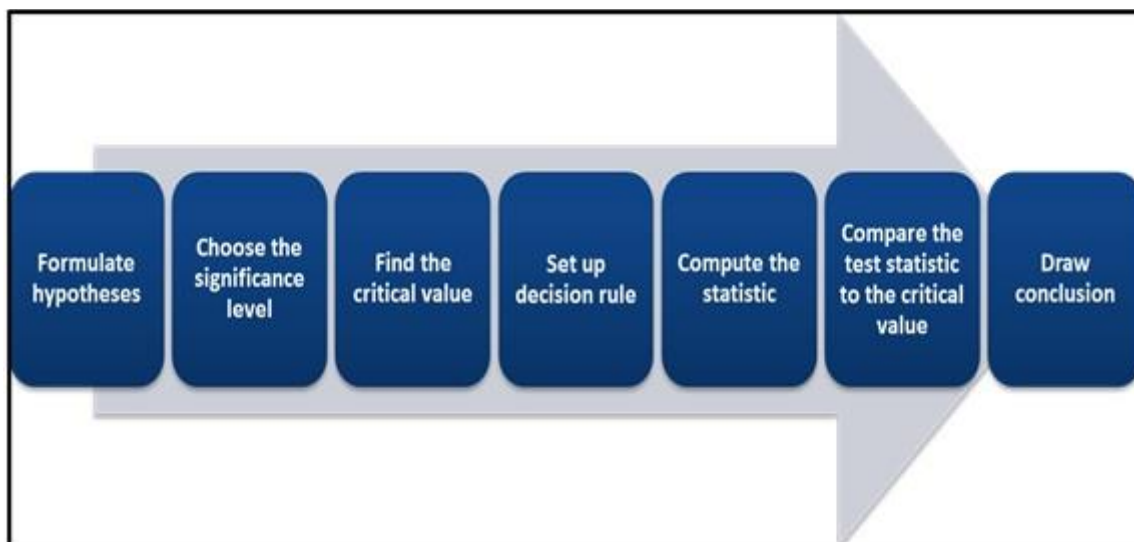 Formulate
hypotheses
Choose the
significance
level
Find the
critical value
Set up
decision rule
Compute the
statistic
Compare the
test statistic
to the critical
value
Draw
conclusion